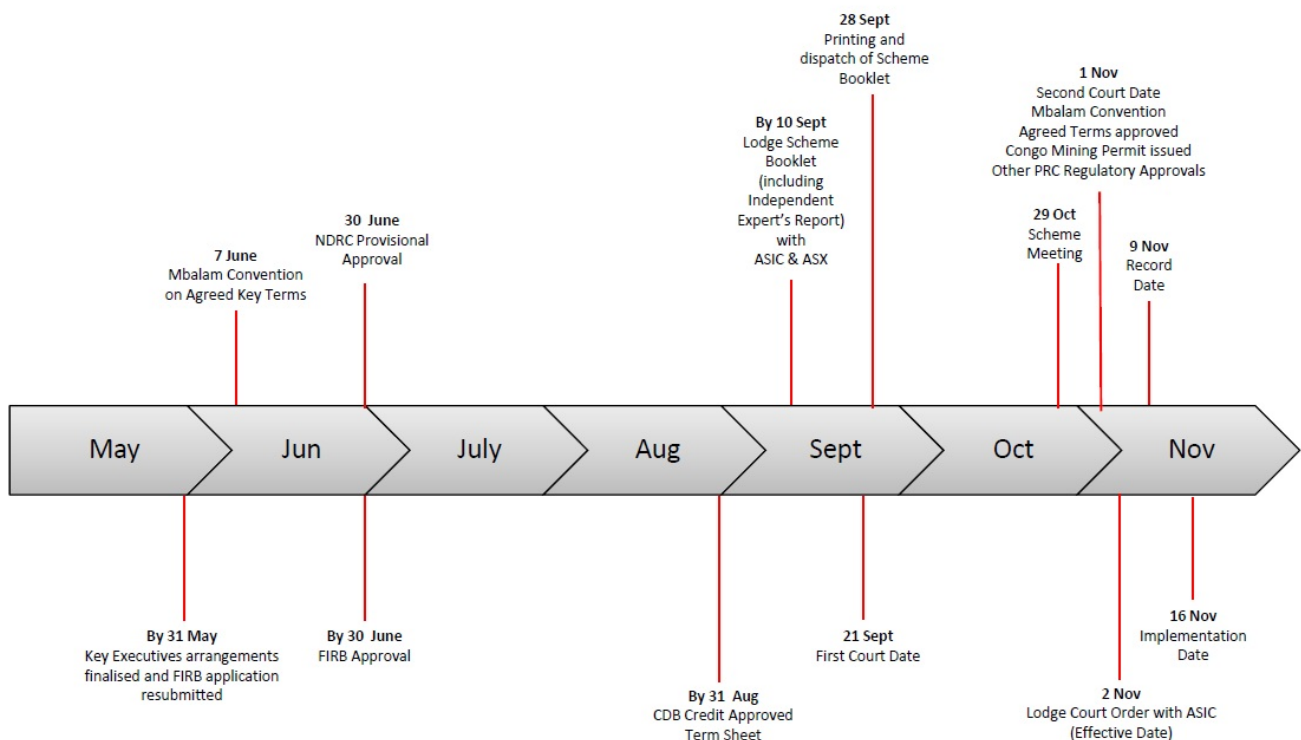 28 Sept
Printing and
dispatch of Scheme
Booklet
1 Nov
Second Court Date
Mbalam Convention
Agreed Terms approved
Congo Mining Permit issued
Other PRC Regulatory Approvals
By 10 Sept
Lodge Scheme
Booklet
(including
Independent
Expert's Report)
with
ASIC & ASX
30 June
NDRC Provisional
Approval
29 Oct
Scheme
Meeting
7 June
Mbalam Convention
on Agreed Key Terms
9 Nov
Record
Date
May
Jun
July
Aug
Sept
Oct
Nov
By 31 May
Key Executives arrangements
finalised and FIRB application
resubmitted
By 30 June
FIRB Approval
By 31 Aug
CDB Credit Approved
Term Sheet
21 Sept
First Court Date
2 Nov
Lodge Court Order with ASIC
(Effective Date)
16 Nov
Implementation
Date